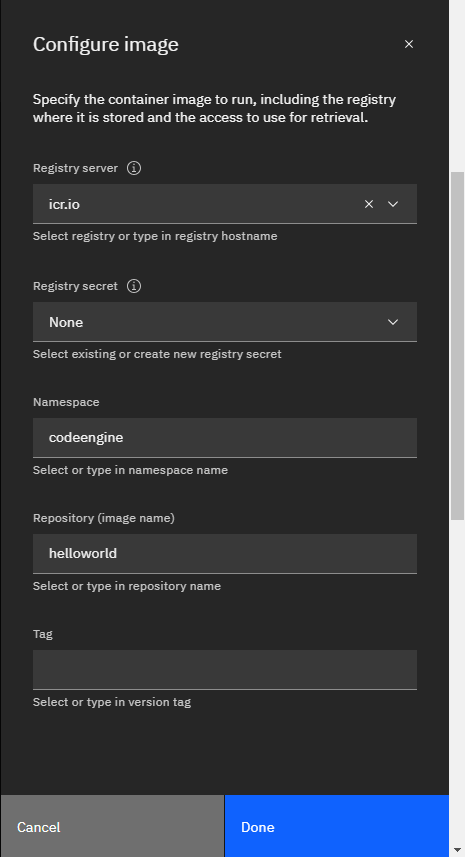 Configure image
Specify the container image to run, including the registry
where it is stored and the access to use for retrieval.
Registry server
icr.io
Select registry or type in registry hostname
Registry secret
None
Select existing or create new registry secret
Namespace
codeengine
Select or type in namespace name
Repository (image name)
helloworld
Select or type in repository name
Tag
Select or type in version tag
Cancel
Done